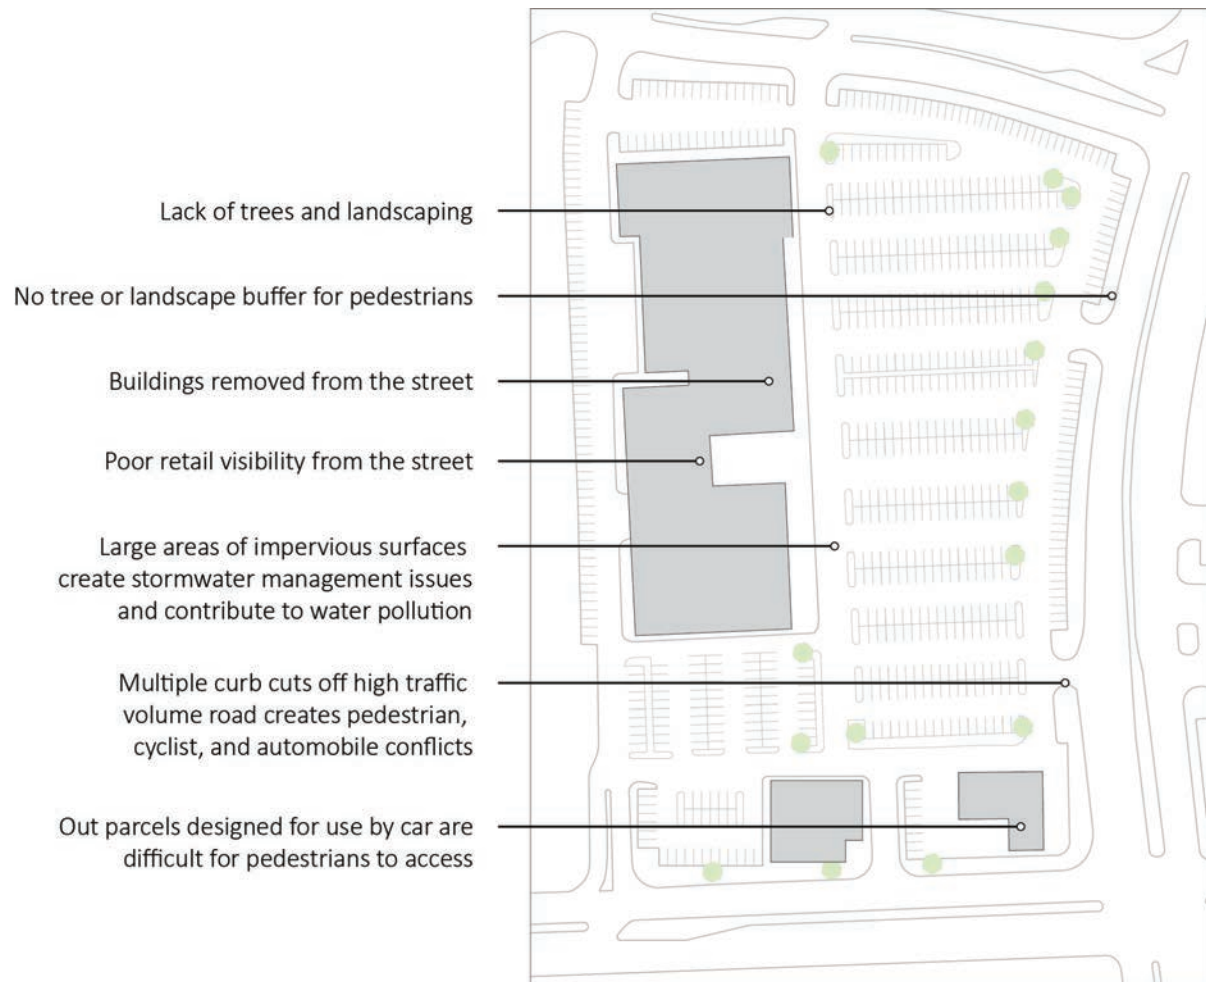 Lack of trees and landscaping
No tree or landscape buffer for pedestrians
Buildings removed from the street
Poor retail visibility from the street
Large areas of impervious surfaces
create stormwater management issues
and contribute to water pollution
Multiple curb cuts off high traffic
volume road creates pedestrian,
cyclist, and automobile conflicts
Out parcels designed for use by car are
difficult for pedestrians to access